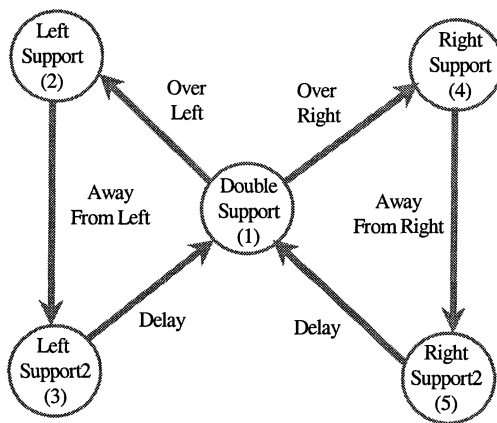 Left
Support
(2)
Right
Support
(4)
Over
Left
Over
Right
Double
Support
(1)
Away
From Left
Away
From Right
Delay
Delay
Left
Support2
(3)
Right
Support2
(5)